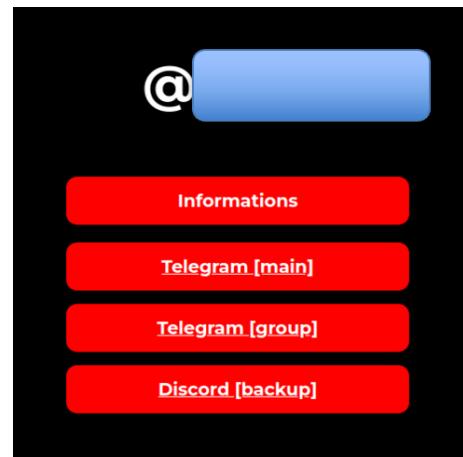 @
Informations
Telegram [main]
Telegram [group]
Discord [backup]